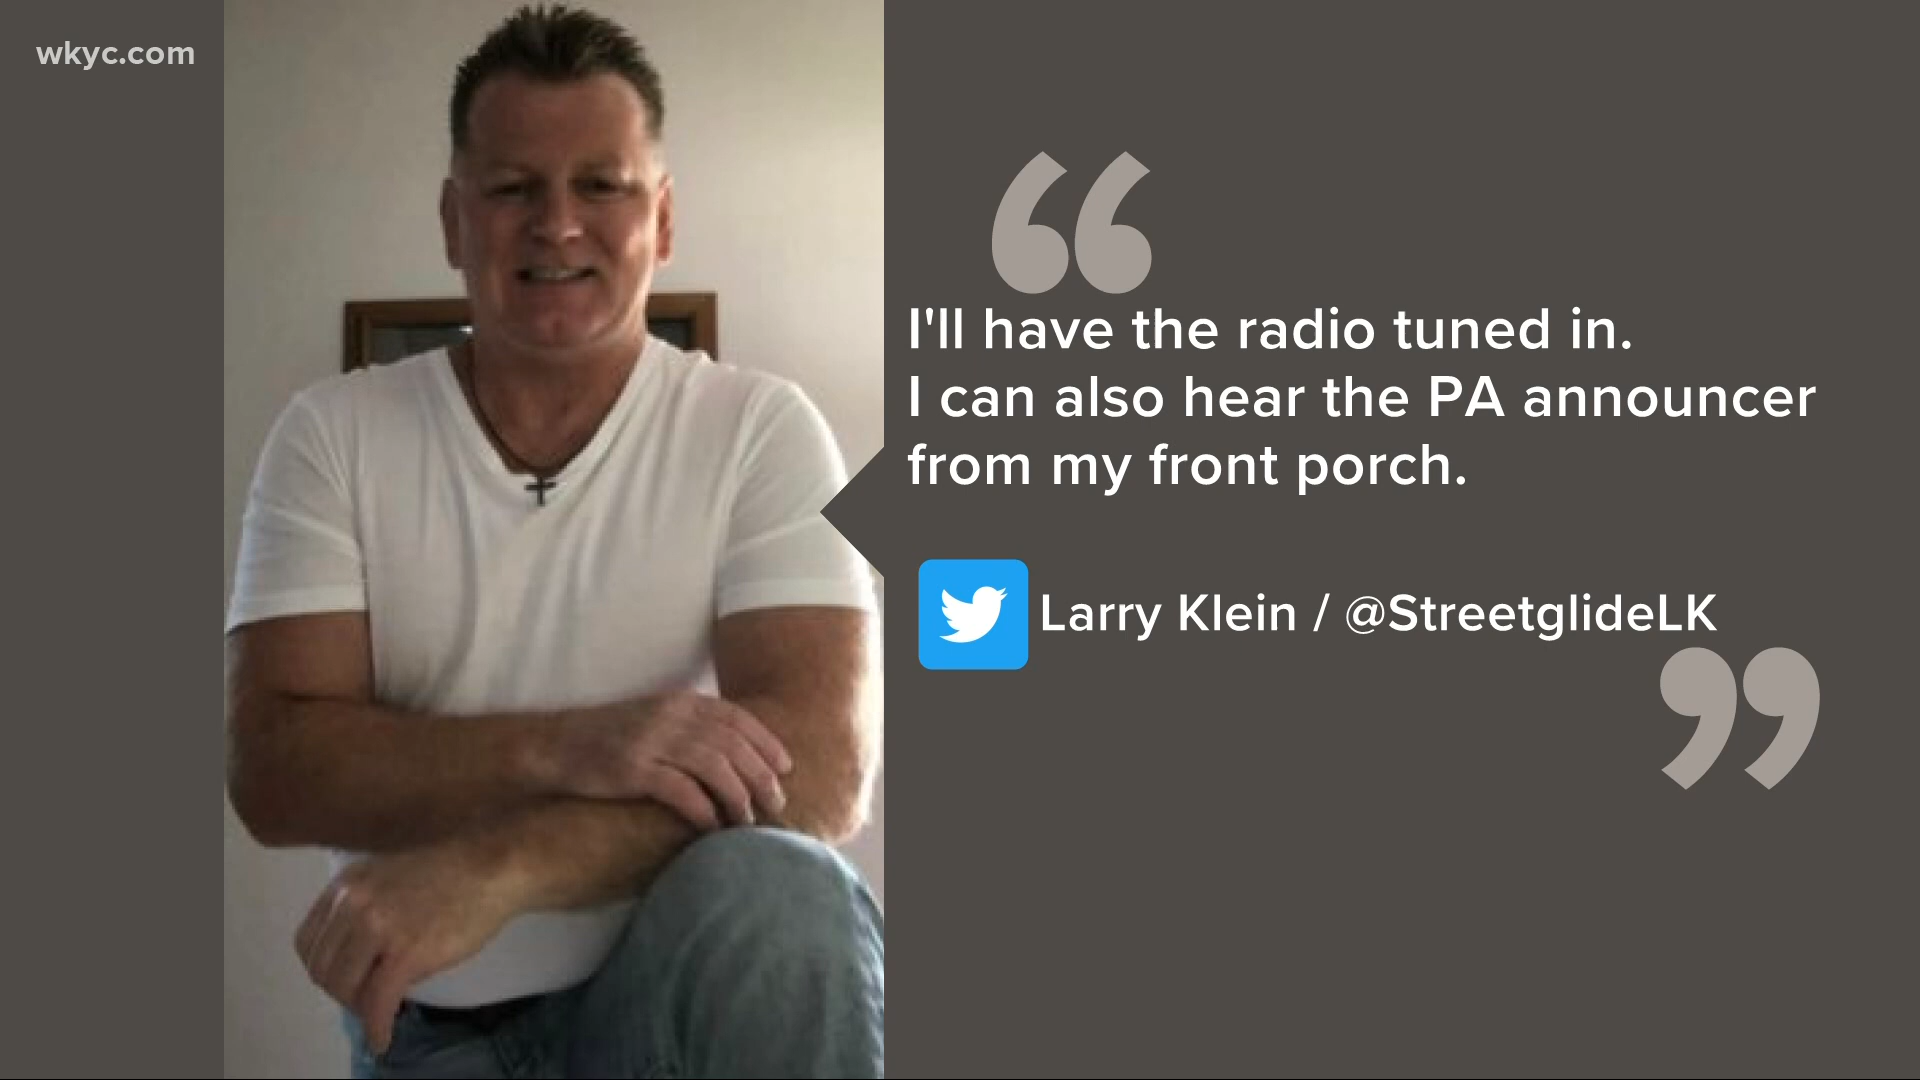 wkyc.com
“
I'll have the radio tuned in.
I can also hear the PA announcer
from my front porch.
Larry Klein / @StreetglideLK
”